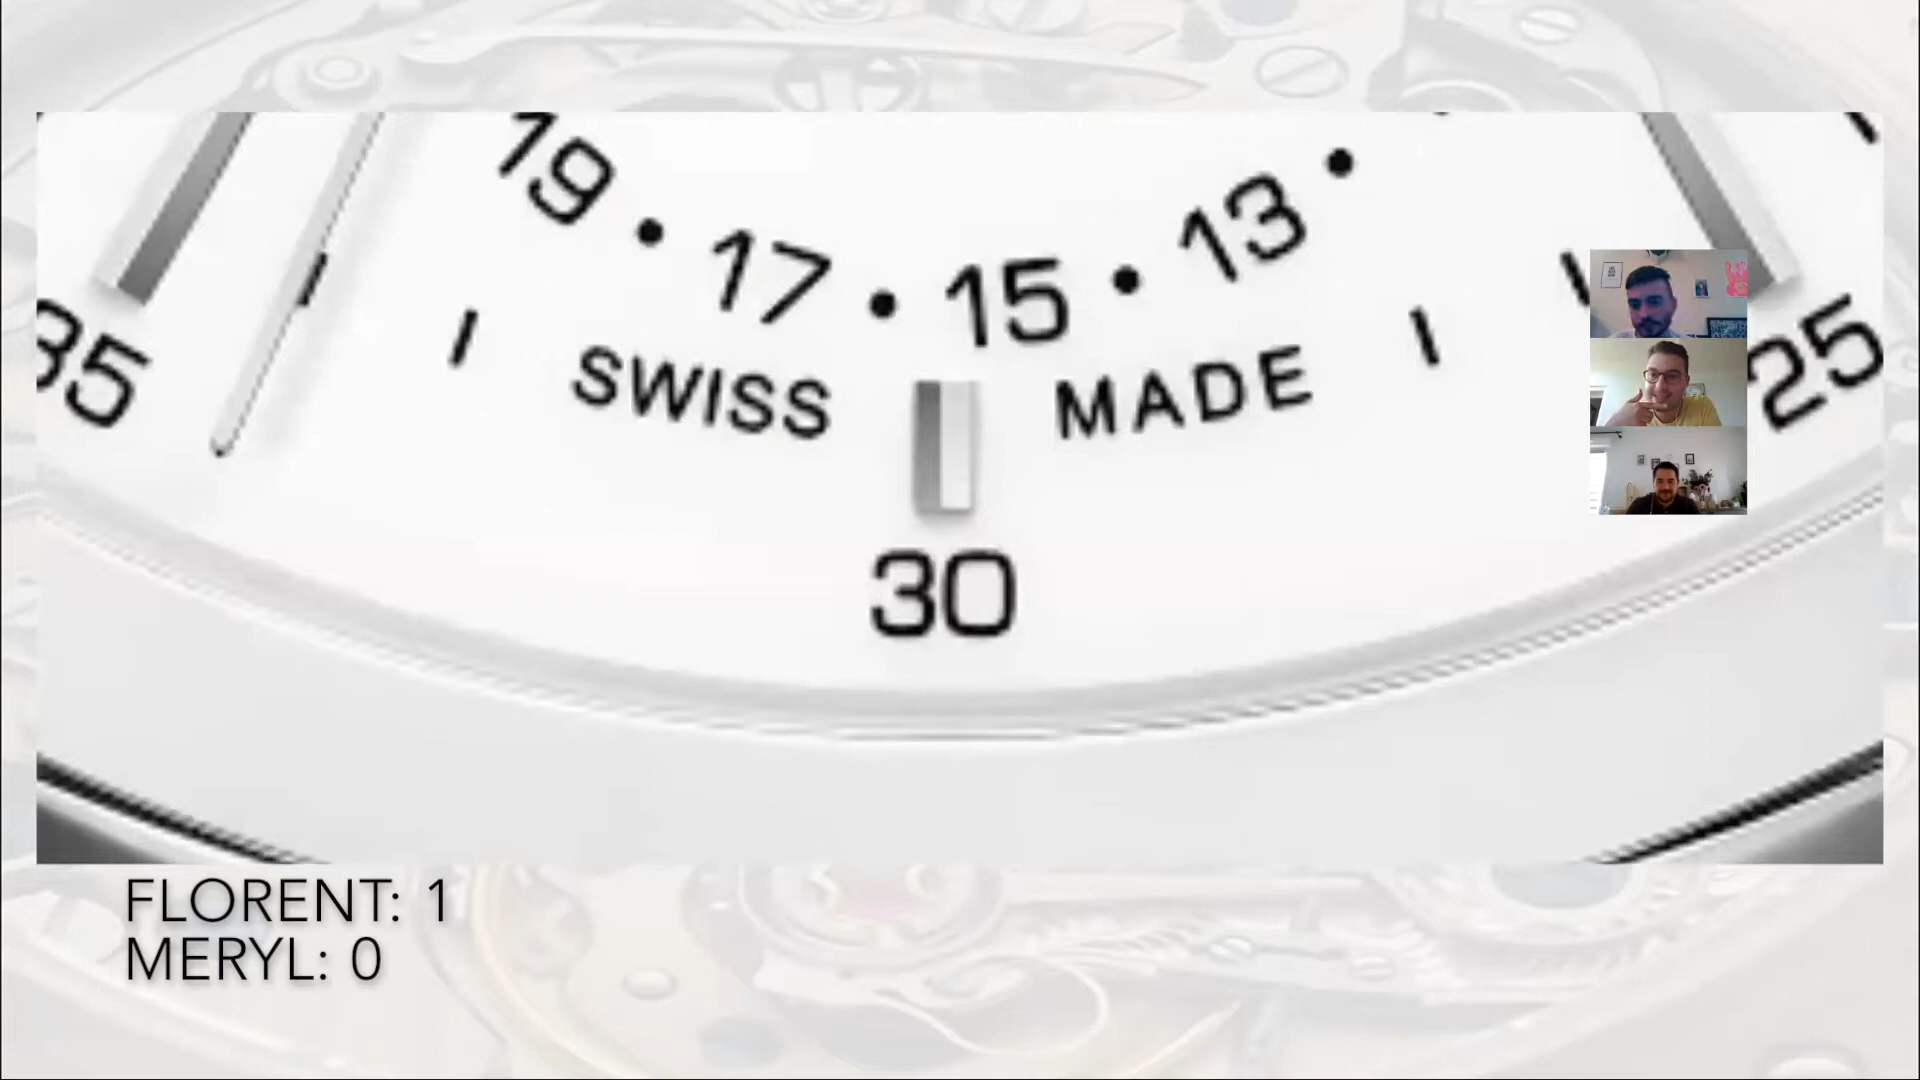 19 • 17 • 15 • 13 •
35 SWISS MADE 25
30
FLORENT: 1
MERYL: 0